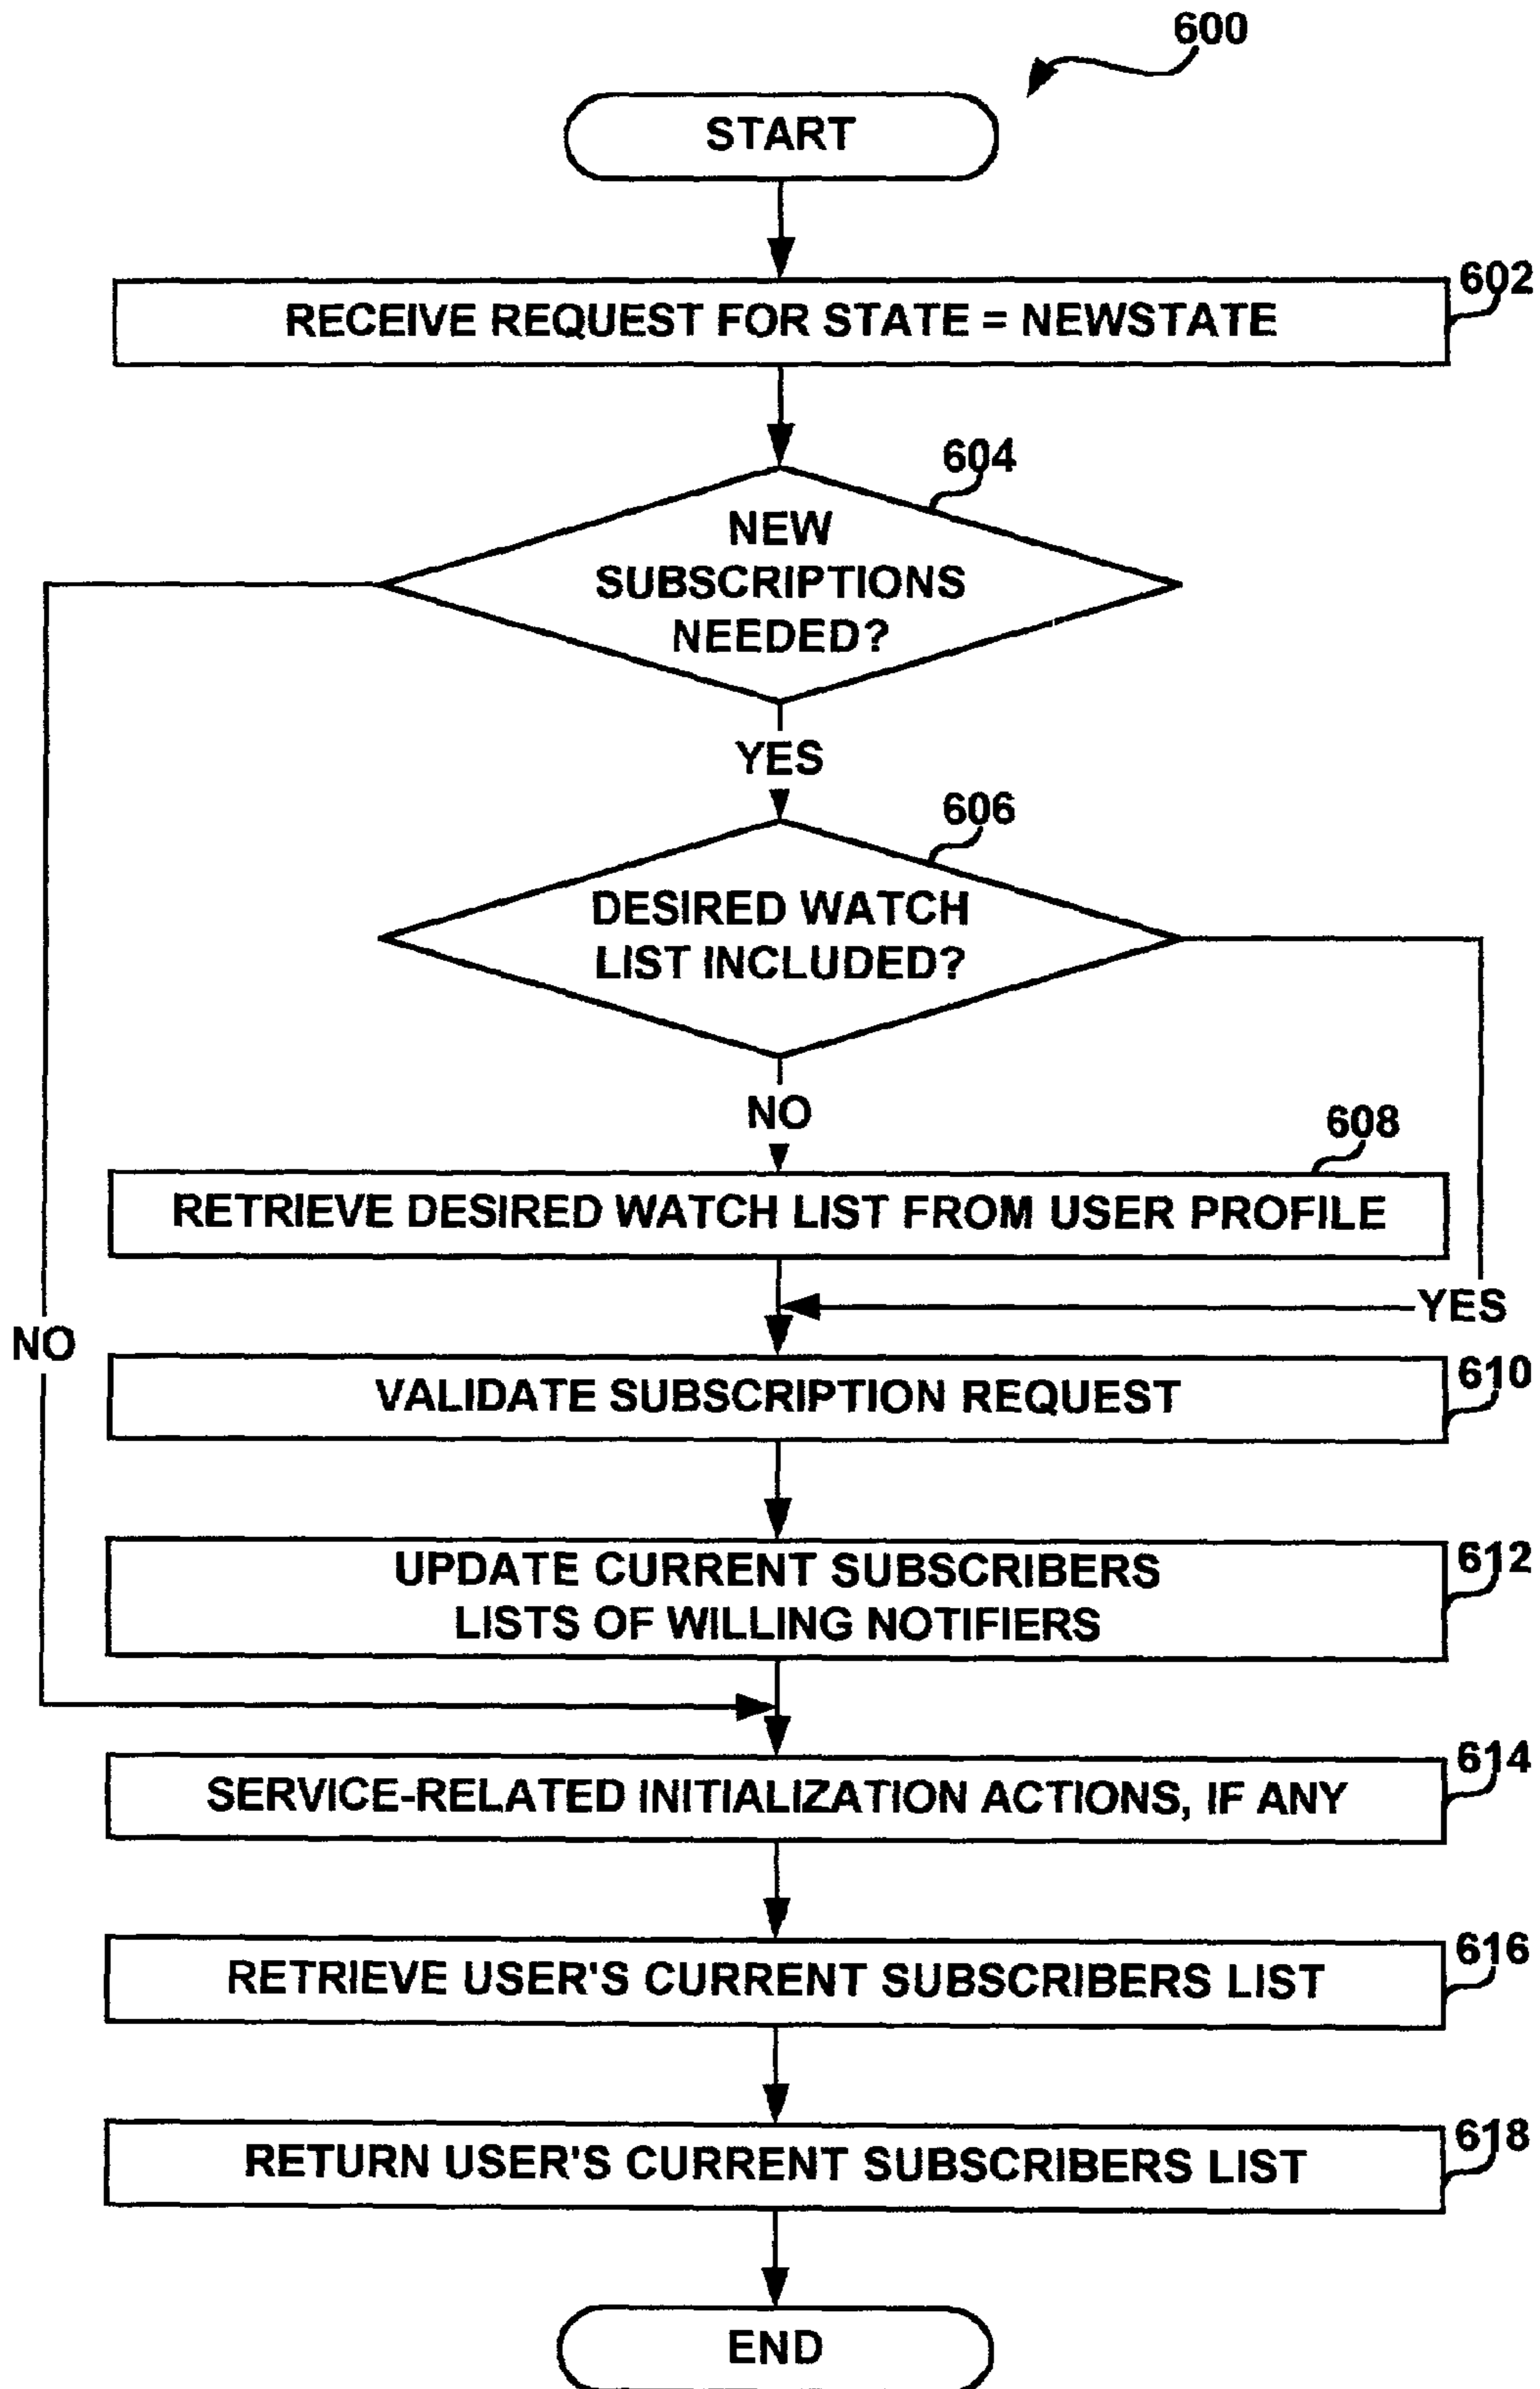 600
START
602
RECEIVE REQUEST FOR STATE = NEWSTATE
604
NEW
SUBSCRIPTIONS
NEEDED?
YES
606
DESIRED WATCH
LIST INCLUDED?
NO
608
RETRIEVE DESIRED WATCH LIST FROM USER PROFILE
YES
NO
610
VALIDATE SUBSCRIPTION REQUEST
612
UPDATE CURRENT SUBSCRIBERS
LISTS OF WILLING NOTIFIERS
614
SERVICE-RELATED INITIALIZATION ACTIONS, IF ANY
616
RETRIEVE USER'S CURRENT SUBSCRIBERS LIST
618
RETURN USER'S CURRENT SUBSCRIBERS LIST
END